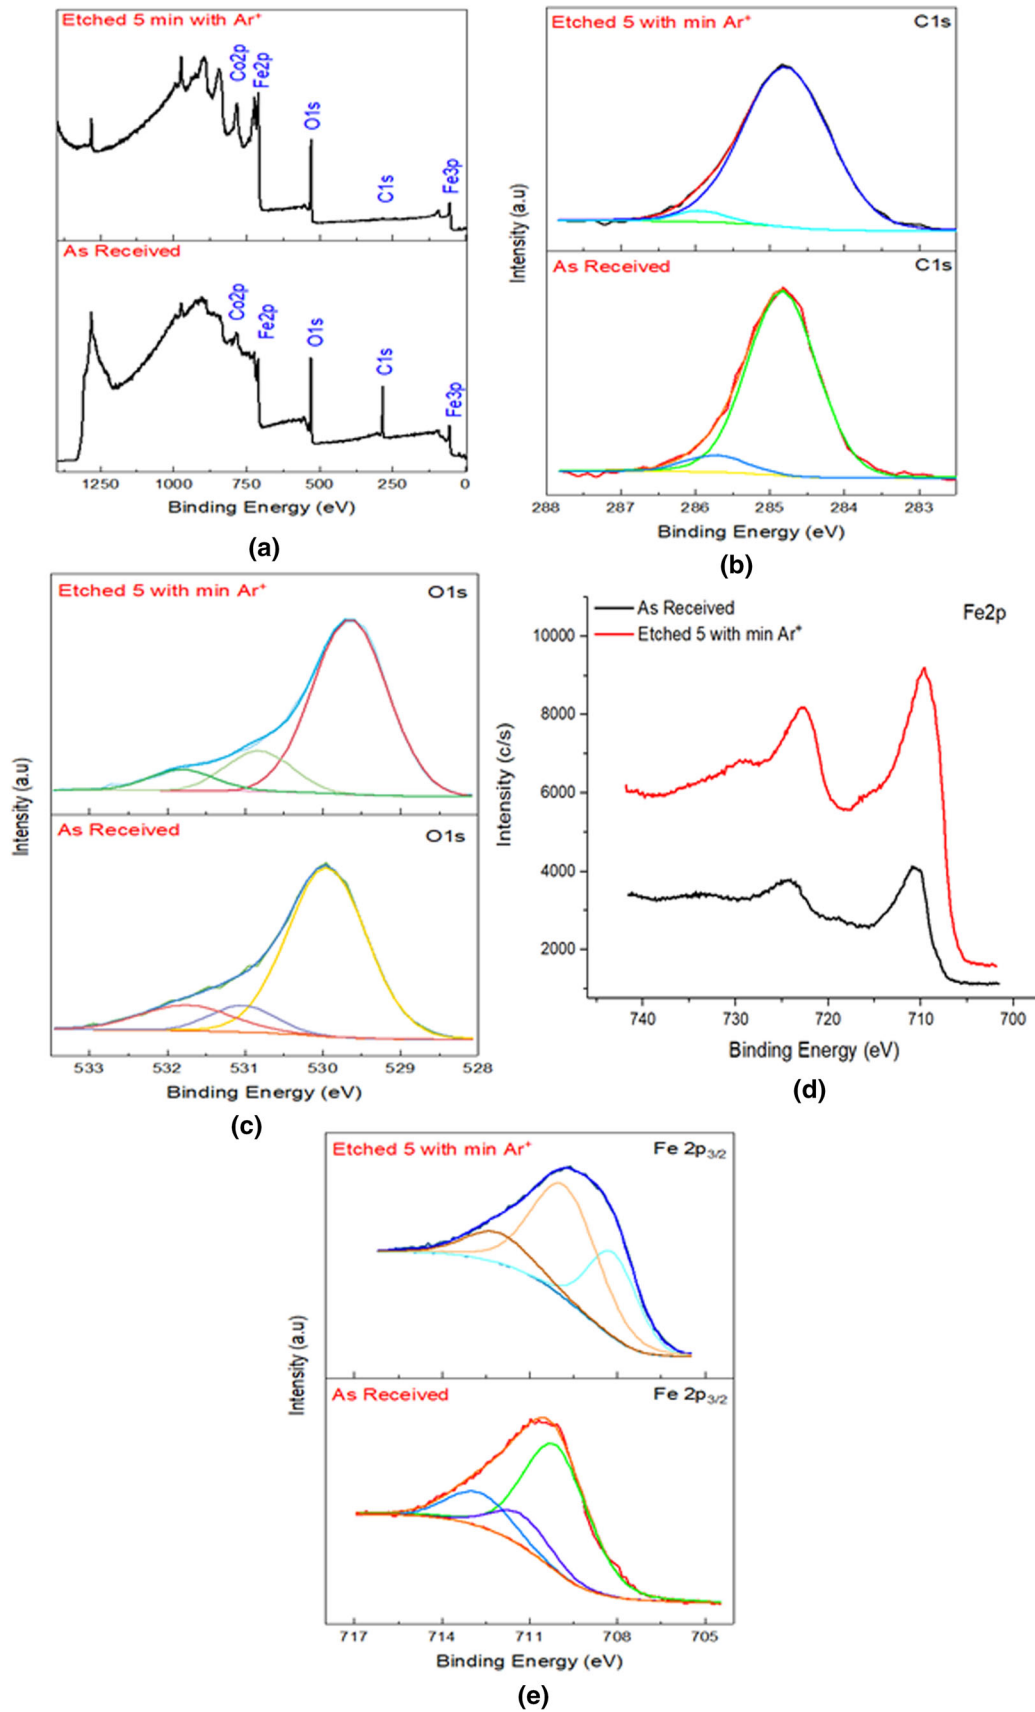 Etched 5 min with Ar⁺
Co2p
Fe2p
O1s
C1s
Fe3p
As Received
Co2p
Fe2p
O1s
C1s
Fe3p
1250 1000 750 500 250 0
Binding Energy (eV)
(a)
Etched 5 with min Ar⁺ C1s
As Received C1s
Intensity (a.u)
288 287 286 285 284 283
Binding Energy (eV)
(b)
Etched 5 with min Ar⁺ O1s
As Received O1s
Intensity (a.u)
533 532 531 530 529 528
Binding Energy (eV)
(c)
As Received
Etched 5 with min Ar⁺
Fe2p
10000
8000
6000
4000
2000
Intensity (c/s)
740 730 720 710 700
Binding Energy (eV)
(d)
Etched 5 with min Ar⁺ Fe 2p₃/₂
As Received Fe 2p₃/₂
Intensity (a.u)
717 714 711 708 705
Binding Energy (eV)
(e)